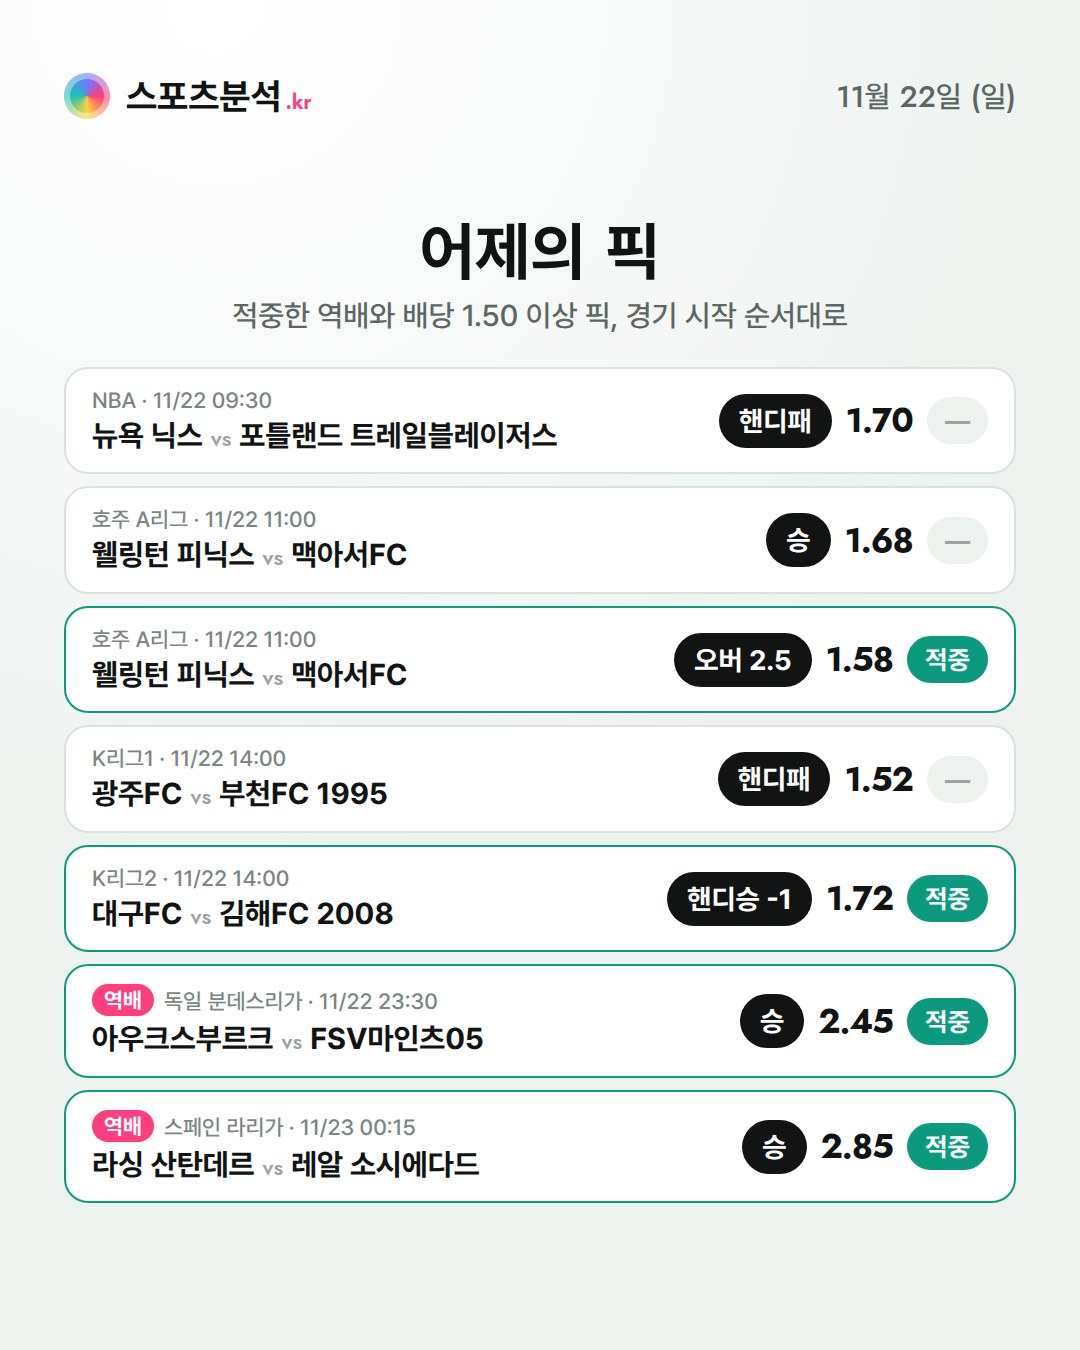 스포츠분석.kr
11월 22일 (일)
어제의 픽
적중한 역배와 배당 1.50 이상 픽, 경기 시작 순서대로
NBA · 11/22 09:30
뉴욕 닉스 vs 포틀랜드 트레일블레이저스
핸디패 1.70 —
호주 A리그 · 11/22 11:00
웰링턴 피닉스 vs 맥아서FC
승 1.68 —
호주 A리그 · 11/22 11:00
웰링턴 피닉스 vs 맥아서FC
오버 2.5 1.58 적중
K리그1 · 11/22 14:00
광주FC vs 부천FC 1995
핸디패 1.52 —
K리그2 · 11/22 14:00
대구FC vs 김해FC 2008
핸디승 -1 1.72 적중
역배 독일 분데스리가 · 11/22 23:30
아우크스부르크 vs FSV마인츠05
승 2.45 적중
역배 스페인 라리가 · 11/23 00:15
라싱 산탄데르 vs 레알 소시에다드
승 2.85 적중